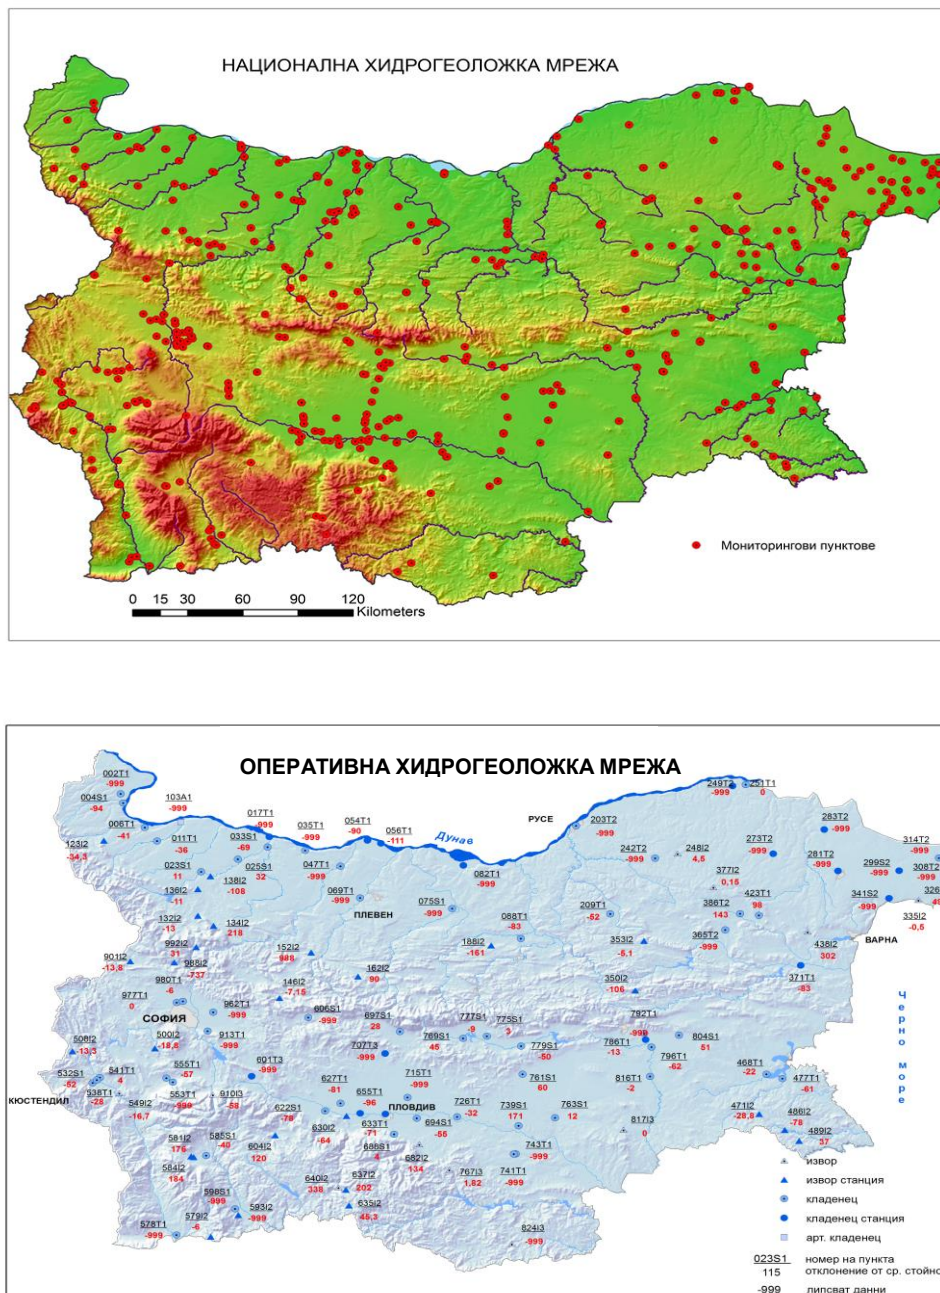 НАЦИОНАЛНА ХИДРОГЕОЛОЖКА МРЕЖА
Мониторингови пунктове
0 15 30 60 90 120
Kilometers
ОПЕРАТИВНА ХИДРОГЕОЛОЖКА МРЕЖА
002T1
-999
004S1
-94
103A1
-999
006T1
-41
017T1
-999
054T1
-90
056T1
-111
035T1
-999
033S1
-69
011T1
-36
123I2
-34,3
023S1
11
025S1
32
047T1
-999
138I2
-108
136I2
-11
069T1
-999
ПЛЕВЕН
075S1
-999
082T1
-999
Дунав
РУСЕ
203T2
-999
249T2
-999
251T1
0
283T2
-999
273T2
-999
314T2
-999
242T2
-999
248I2
4,5
281T2
-999
299S2
-999
308T2
-999
377I2
0,15
326
341S2
-999
335I2
-0,5
ВАРНА
386T2
143
423T1
98
209T1
-52
365T2
-999
438I2
302
371T1
-83
088T1
-83
188I2
-161
353I2
-5,1
350I2
-106
132I2
-13
134I2
218
992I2
31
988I2
-737
901I2
-13,8
152I2
988
162I2
90
146I2
-7,15
980T1
-6
977T1
0
СОФИЯ
962T1
-999
606S1
-999
697S1
28
777S1
-9
775S1
3
769S1
45
779S1
-50
792T1
-999
786T1
-13
804S1
51
796T1
-62
816T1
-2
468T1
-22
477T1
-61
508I2
-13,3
500I2
-18,8
913T1
-999
601T3
-999
707T3
-999
532S1
-52
541T1
4
538T1
-28
КЮСТЕНДИЛ
555T1
-57
553T1
-999
549I2
-16,7
910I3
-58
627T1
-81
655T1
-96
715T1
-999
ПЛОВДИВ
761S1
60
622S1
-78
630I2
-64
633T1
-71
694S1
-55
726T1
-32
739S1
171
763S1
12
817I3
0
471I2
-28,8
486I2
-78
489I2
37
581I2
176
585S1
-40
584I2
184
604I2
120
686S1
4
682I2
134
743T1
-999
741T1
-999
767I3
1,82
640I2
338
637I2
202
635I2
45,3
598S1
-999
593I2
-999
578T1
-999
579I2
-6
824I3
-999
Черно море
извор
извор станция
кладенец
кладенец станция
арт. кладенец
023S1 номер на пункта
115 отклонение от ср. стойно
-999 липсват данни